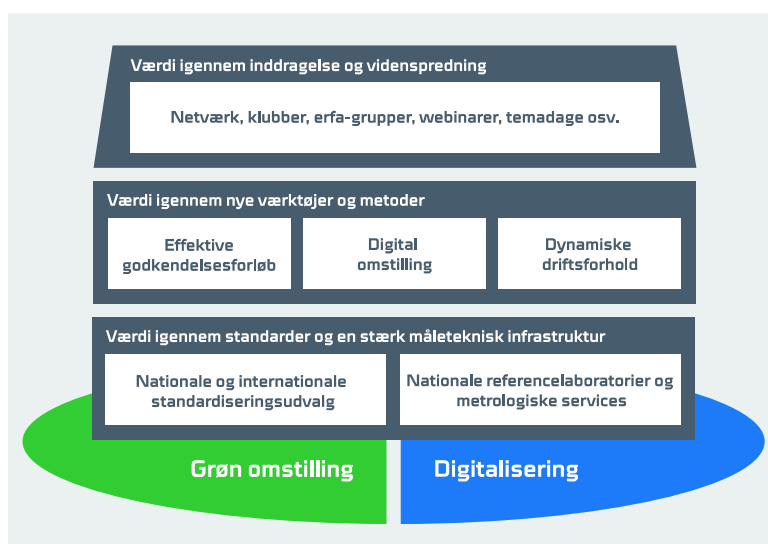 Værdi igennem inddragelse og vidensspredning
Netværk, klubber, erfa-grupper, webinarer, temadage osv.
Værdi igennem nye værktøjer og metoder
Effektive
godkendelsesforløb
Digital
omstilling
Dynamiske
driftsforhold
Værdi igennem standarder og en stærk måleteknisk infrastruktur
Nationale og internationale
standardiseringsudvalg
Nationale referencelaboratorier og
metrologiske services
Grøn omstilling
Digitalisering